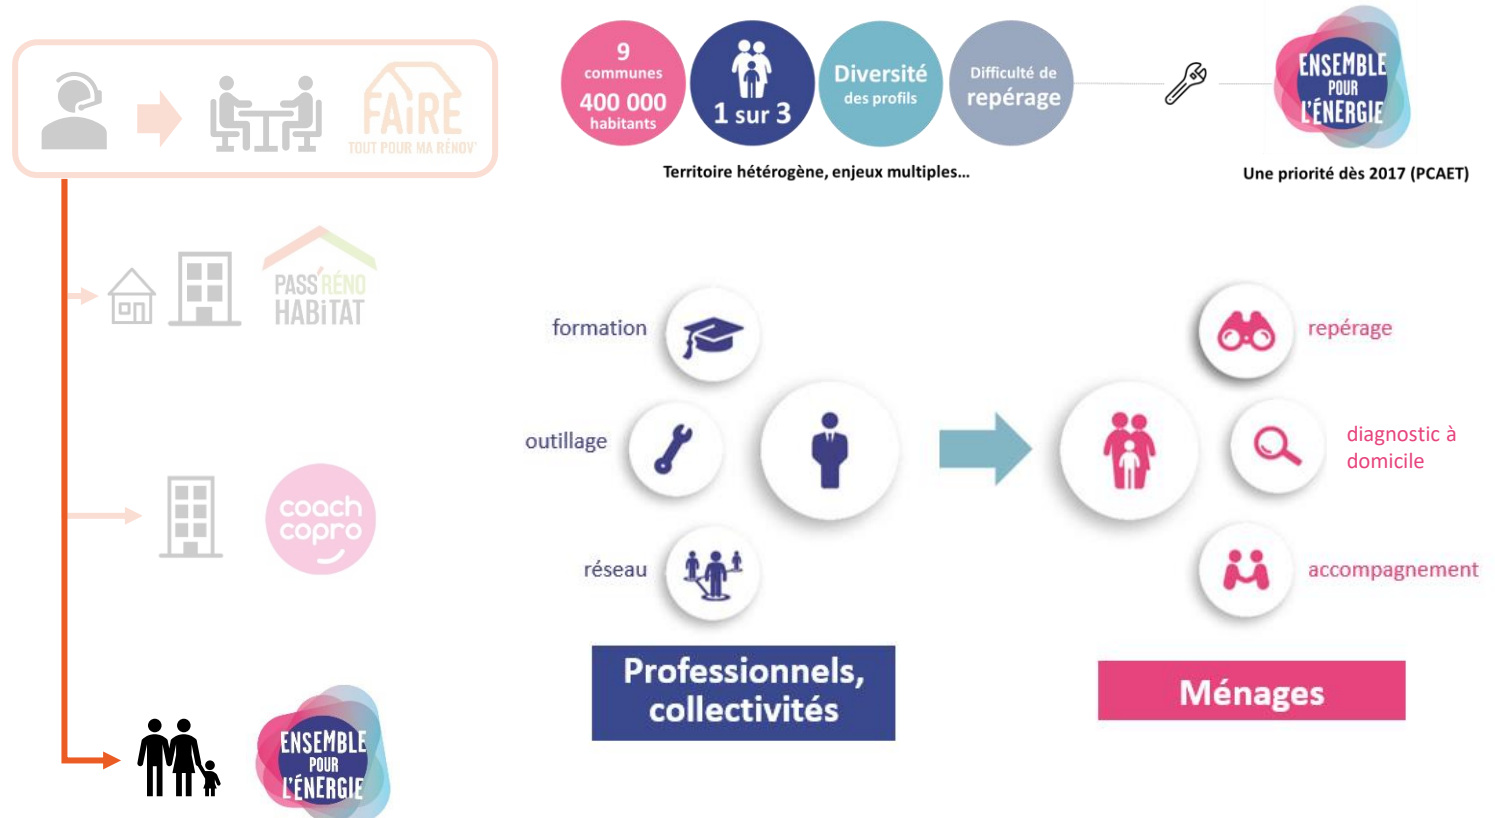 FAiRE
TOUT POUR MA RÉNOV'
PASS'RÉNO
HABiTAT
coach
copro
ENSEMBLE
POUR
L'ÉNERGIE
9
communes
400 000
habitants
1 sur 3
Diversité
des profils
Difficulté de
repérage
ENSEMBLE
POUR
L'ÉNERGIE
Territoire hétérogène, enjeux multiples...
Une priorité dès 2017 (PCAET)
formation
outillage
réseau
Professionnels,
collectivités
repérage
diagnostic à
domicile
accompagnement
Ménages